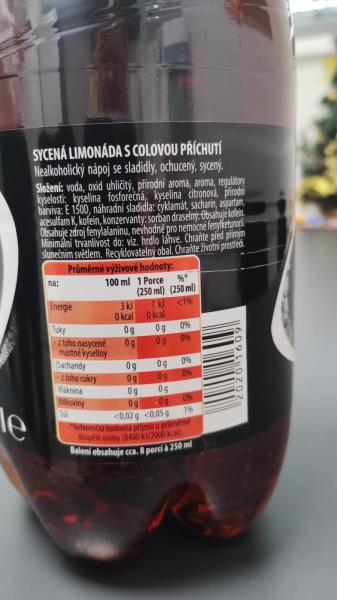 SYCENÁ LIMONÁDA S COLOVOU PŘÍCHUTÍ
Nealkoholický nápoj se sladidly, ochucený, sycený.
Složení: voda, oxid uhličitý, přírodní aroma, aroma, regulátory
kyselosti: kyselina fosforečná, kyselina citronová, přírodní
barviva: E 150D, náhradní sladidla: cyklamát, sacharin, aspartam,
acesulfam K, kofein, konzervanty: sorban draselný. Obsahuje kofein.
Obsahuje zdroj fenylalaninu, nevhodné pro nemocné fenylketonurií.
Minimální trvanlivost do: viz. hrdlo lahve. Chraňte před přímým
slunečním světlem. Recyklovatelný obal. Chraňte životní prostředí.
Průměrné výživové hodnoty:
na: 100 ml 1 Porce %*
(250 ml) (250 ml)
Energie 3 kJ 7 kJ <1%
0 kcal 0 kcal
Tuky 0 g 0 g 0%
- z toho nasycené 0 g 0 g 0%
mastné kyseliny
Sacharidy 0 g 0 g 0%
- z toho cukry 0 g 0 g 0%
Vláknina 0 g 0 g
Bílkoviny 0 g 0 g 0%
Sůl <0,02 g <0,05 g 1%
*Referenční hodnota příjmu u průměrné
dospělé osoby (8400 kJ/2000 kcal)
Balení obsahuje cca. 8 porcí à 250 ml
20201609
le